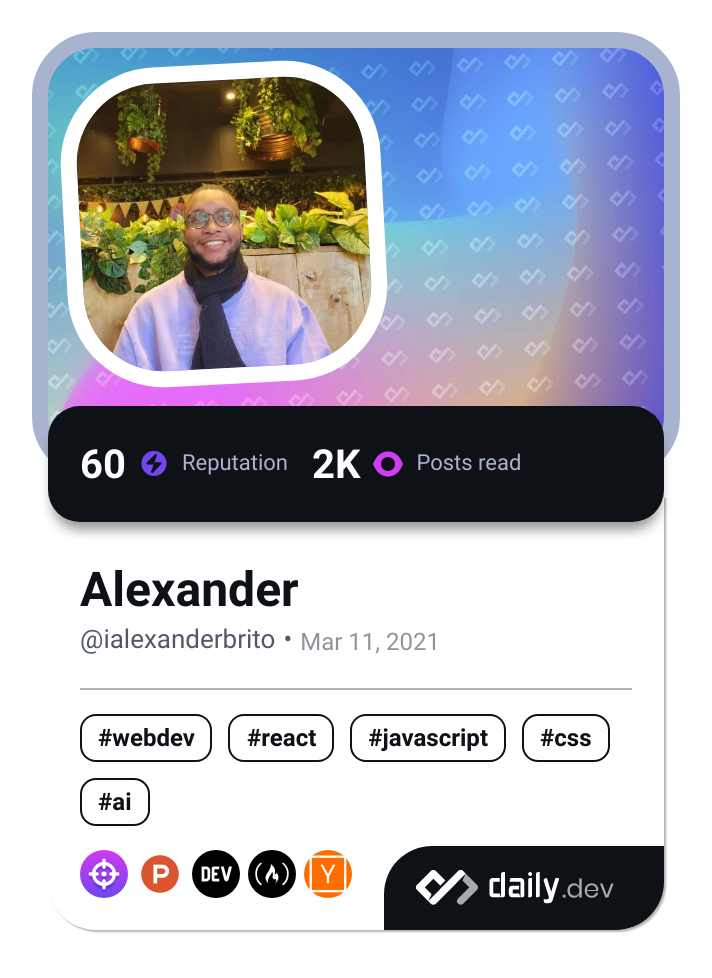 60 Reputation 2K Posts read
Alexander
@ialexanderbrito • Mar 11, 2021
#webdev #react #javascript #css
#ai
P DEV Y daily.dev